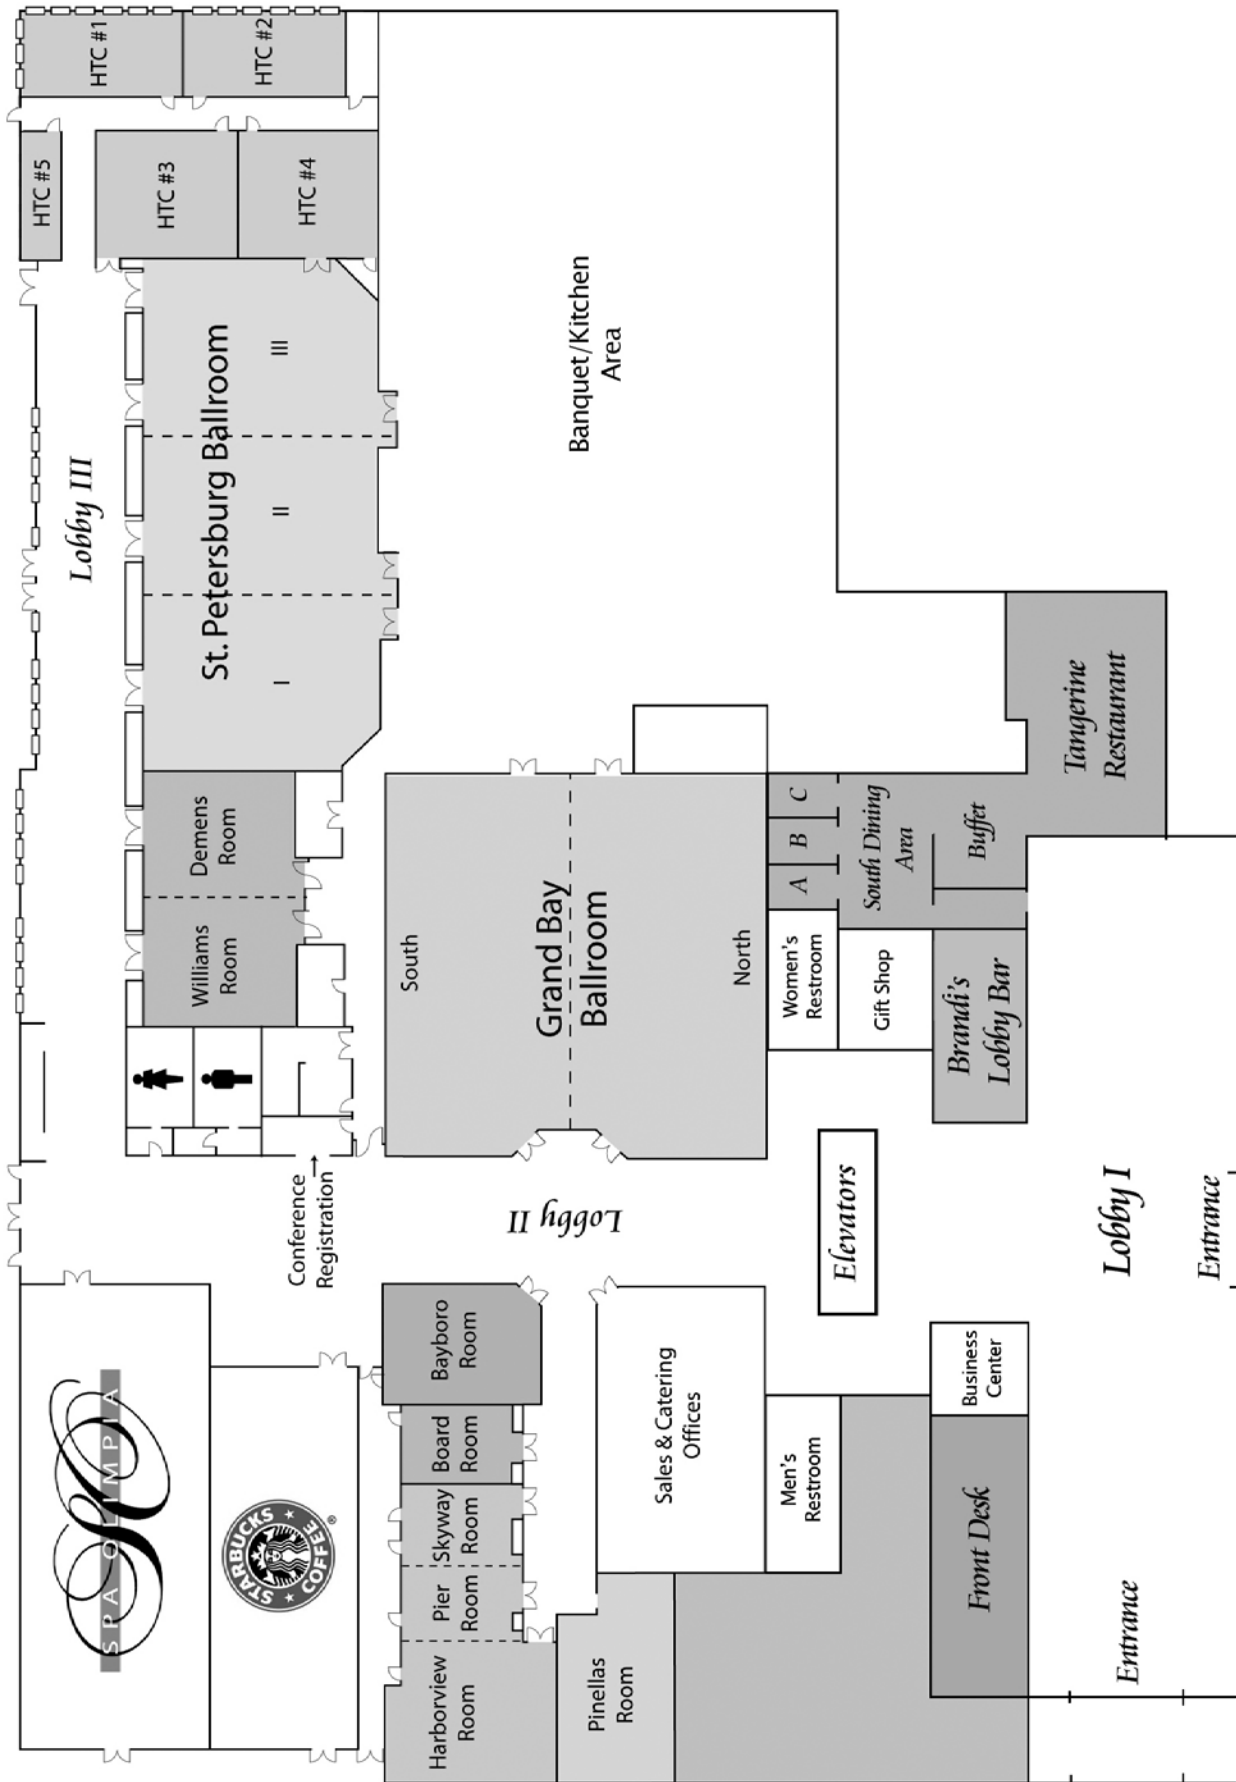 SPA OLIMPIA
STARBUCKS
COFFEE
®
Conference
Registration
Lobby III
HTC #5
HTC #1
HTC #2
HTC #3
HTC #4
Williams
Room
Demens
Room
St. Petersburg Ballroom
I
II
III
Harborview
Room
Pier
Room
Skyway
Room
Board
Room
Bayboro
Room
Lobby II
South
Grand Bay
Ballroom
North
Banquet/Kitchen
Area
Pinellas
Room
Sales & Catering
Offices
Men's
Restroom
Elevators
Women's
Restroom
A
B
C
Gift Shop
South Dining
Area
Front Desk
Business
Center
Brandi's
Lobby Bar
Buffet
Tangerine
Restaurant
Entrance
Lobby I
Entrance